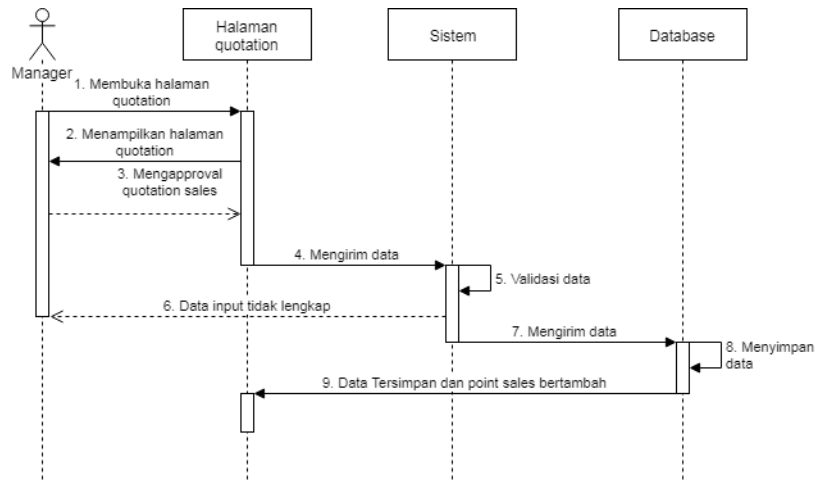 Halaman
quotation
Sistem
Database
Manager
1. Membuka halaman
quotation
2. Menampilkan halaman
quotation
3. Mengapproval
quotation sales
4. Mengirim data
5. Validasi data
6. Data input tidak lengkap
7. Mengirim data
8. Menyimpan
data
9. Data Tersimpan dan point sales bertambah